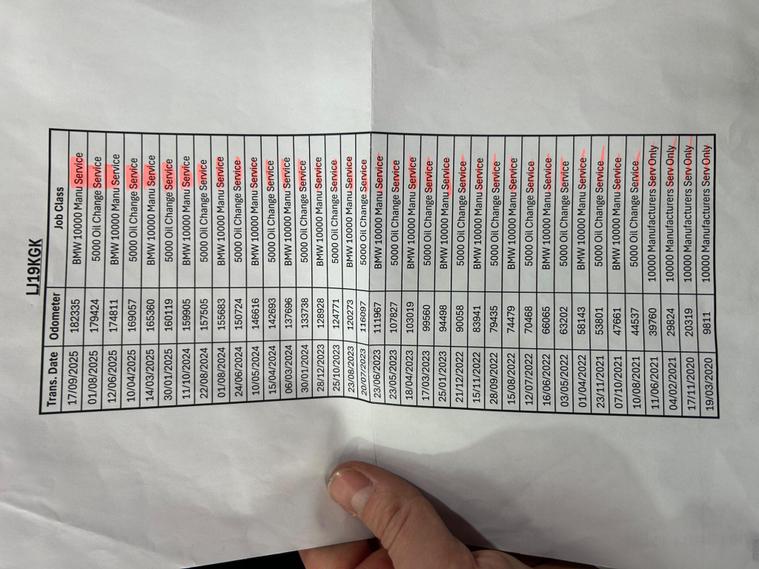 LJ19KGK
Trans. Date Odometer Job Class
17/09/2025 182335 BMW 10000 Manu Service
01/08/2025 179424 5000 Oil Change Service
12/06/2025 174811 BMW 10000 Manu Service
10/04/2025 169057 5000 Oil Change Service
14/03/2025 165360 BMW 10000 Manu Service
30/01/2025 160119 5000 Oil Change Service
11/10/2024 159905 BMW 10000 Manu Service
22/08/2024 157505 5000 Oil Change Service
01/08/2024 155683 BMW 10000 Manu Service
24/06/2024 150724 5000 Oil Change Service
10/05/2024 146616 BMW 10000 Manu Service
15/04/2024 142693 5000 Oil Change Service
06/03/2024 137696 BMW 10000 Manu Service
30/01/2024 133738 5000 Oil Change Service
28/12/2023 128928 BMW 10000 Manu Service
25/10/2023 124771 5000 Oil Change Service
23/08/2023 120273 BMW 10000 Manu Service
20/07/2023 116097 5000 Oil Change Service
23/06/2023 111967 BMW 10000 Manu Service
23/05/2023 107827 5000 Oil Change Service
18/04/2023 103019 BMW 10000 Manu Service
17/03/2023 99560 5000 Oil Change Service
25/01/2023 94498 BMW 10000 Manu Service
21/12/2022 90058 5000 Oil Change Service
15/11/2022 83941 BMW 10000 Manu Service
28/09/2022 79435 5000 Oil Change Service
15/08/2022 74479 BMW 10000 Manu Service
12/07/2022 70468 5000 Oil Change Service
16/06/2022 66065 BMW 10000 Manu Service
03/05/2022 63202 5000 Oil Change Service
01/04/2022 58143 BMW 10000 Manu Service
23/11/2021 53801 5000 Oil Change Service
07/10/2021 47661 BMW 10000 Manu Service
10/08/2021 44537 5000 Oil Change Service
11/06/2021 39760 10000 Manufacturers Serv Only
04/02/2021 29824 10000 Manufacturers Serv Only
17/11/2020 20319 10000 Manufacturers Serv Only
19/03/2020 9811 10000 Manufacturers Serv Only